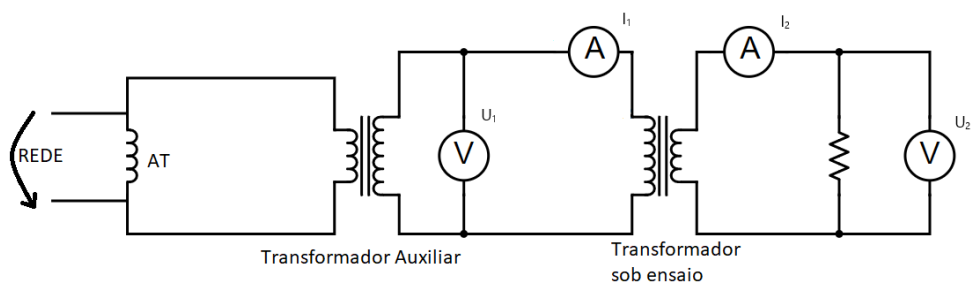 I₁
I₂
A
A
U₁
U₂
REDE
AT
V
V
Transformador Auxiliar
Transformador
sob ensaio